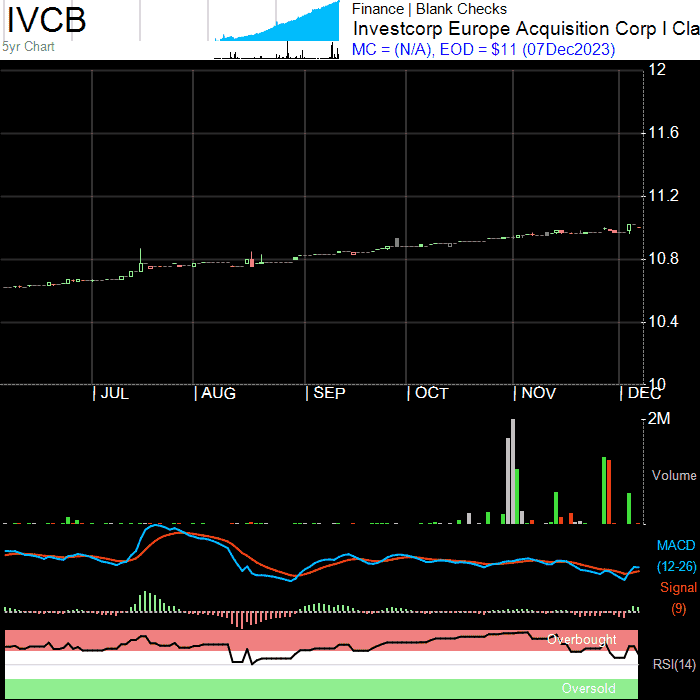 IVCB
5yr Chart
Finance | Blank Checks
Investcorp Europe Acquisition Corp I Cla
MC = (N/A), EOD = $11 (07Dec2023)
12
11.6
11.2
10.8
10.4
10
JUL AUG SEP OCT NOV DEC
2M
Volume
MACD
(12-26)
Signal
(9)
Overbought
RSI(14)
Oversold